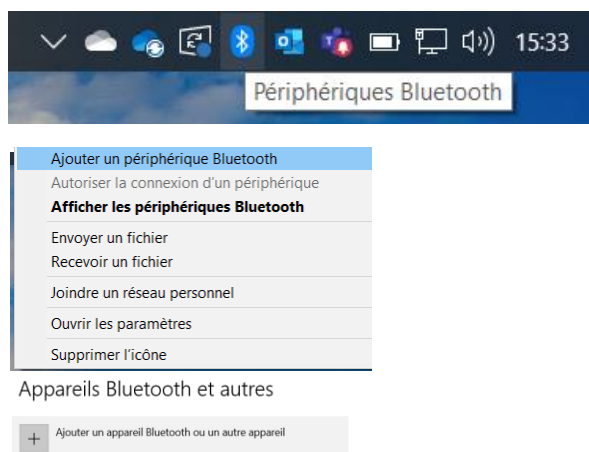 15:33
Périphériques Bluetooth
Ajouter un périphérique Bluetooth
Autoriser la connexion d'un périphérique
Afficher les périphériques Bluetooth
Envoyer un fichier
Recevoir un fichier
Joindre un réseau personnel
Ouvrir les paramètres
Supprimer l'icône
Appareils Bluetooth et autres
Ajouter un appareil Bluetooth ou un autre appareil